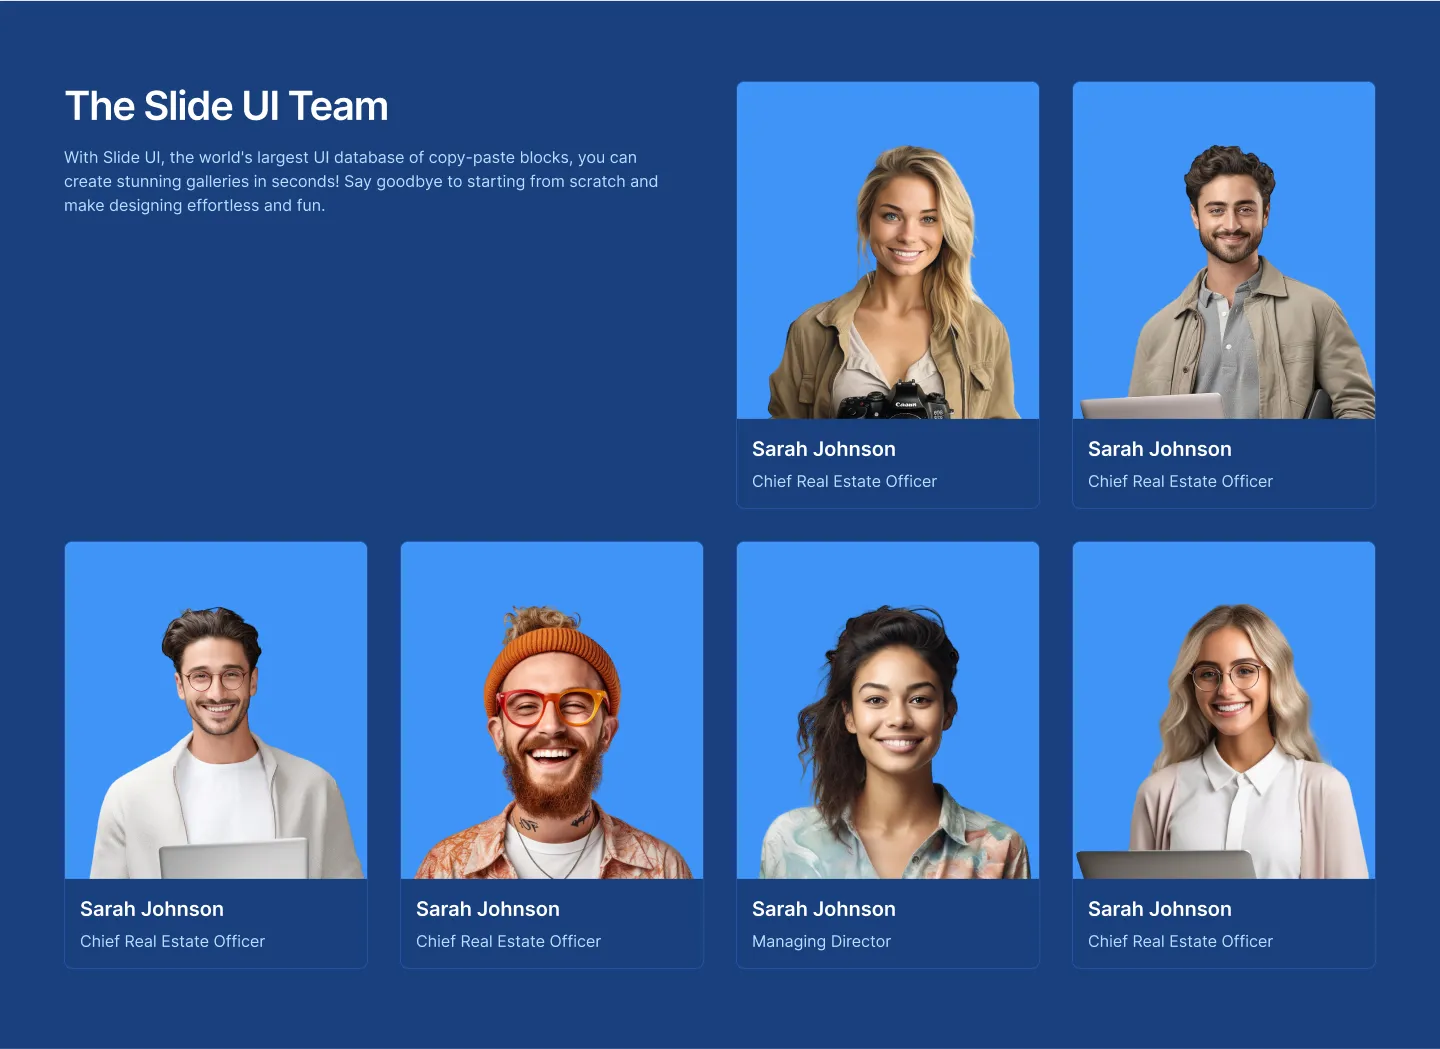 The Slide UI Team
With Slide UI, the world's largest UI database of copy-paste blocks, you can
create stunning galleries in seconds! Say goodbye to starting from scratch and
make designing effortless and fun.
Canon
Sarah Johnson
Chief Real Estate Officer
Sarah Johnson
Chief Real Estate Officer
Sarah Johnson
Chief Real Estate Officer
Sarah Johnson
Chief Real Estate Officer
Sarah Johnson
Managing Director
Sarah Johnson
Chief Real Estate Officer